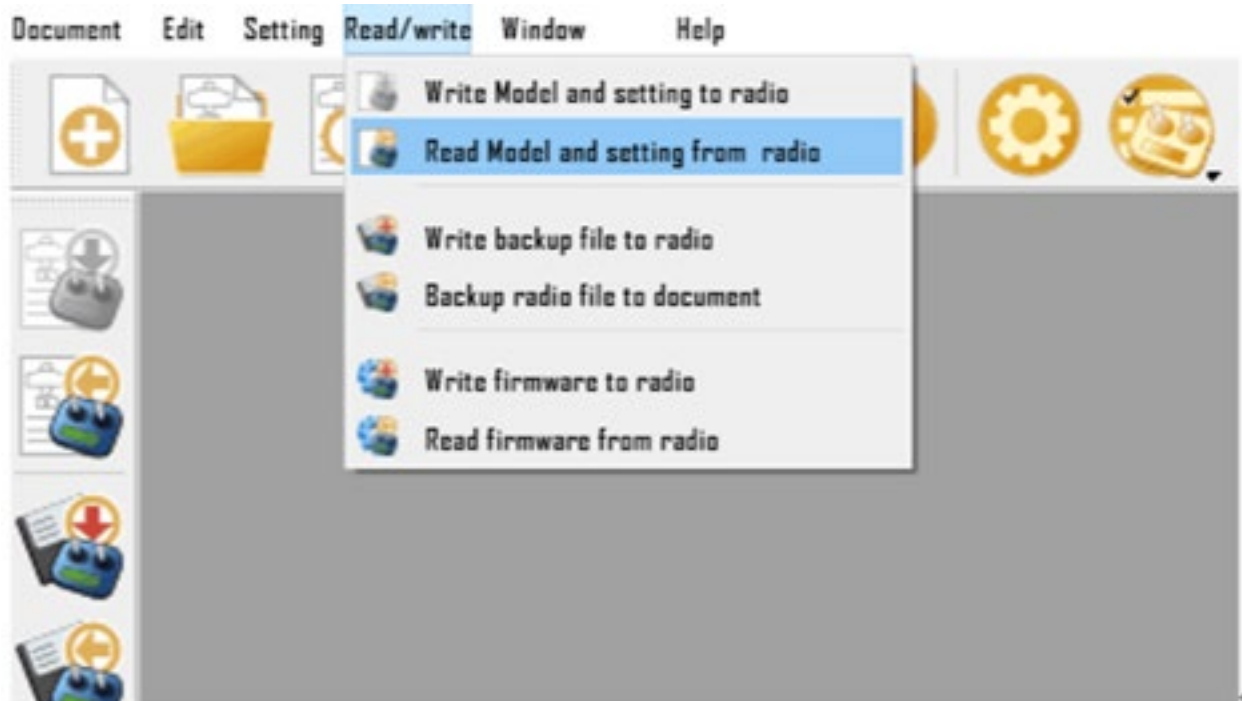 Document Edit Setting Read/write Window Help
Write Model and setting to radio
Read Model and setting from radio
Write backup file to radio
Backup radio file to document
Write firmware to radio
Read firmware from radio